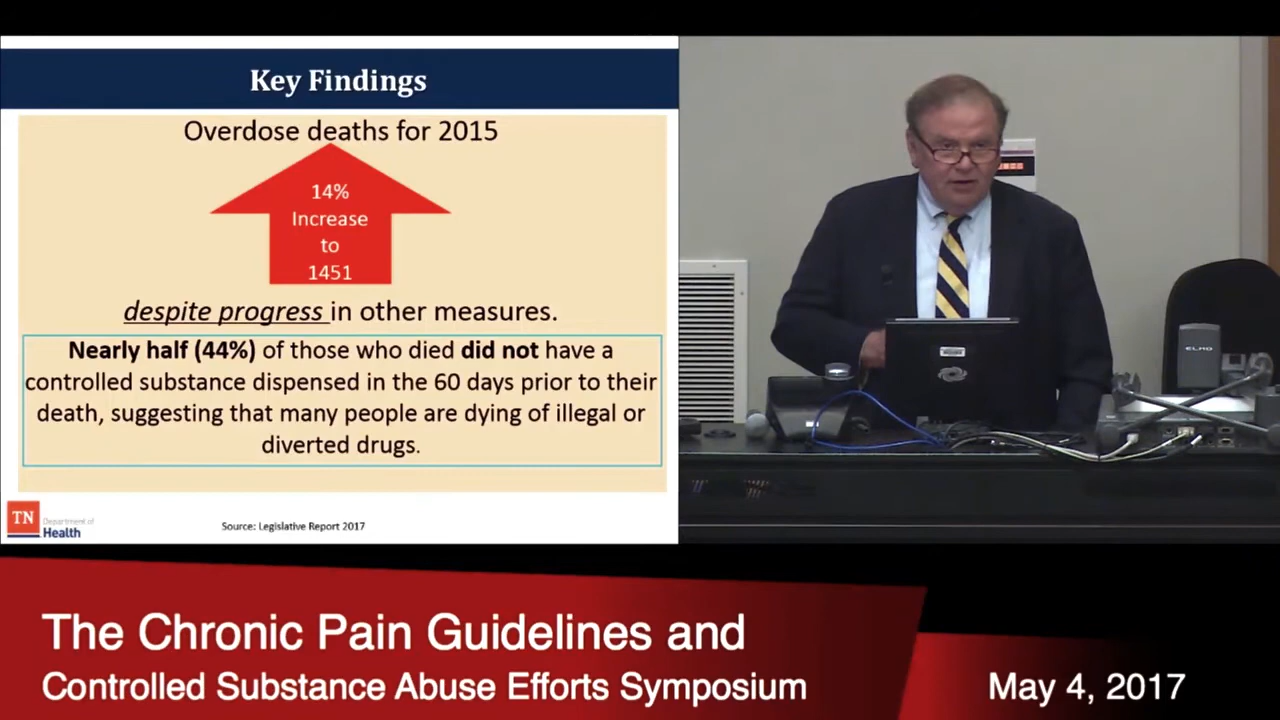 Key Findings
Overdose deaths for 2015
14%
Increase
to
1451
despite progress in other measures.
Nearly half (44%) of those who died did not have a
controlled substance dispensed in the 60 days prior to their
death, suggesting that many people are dying of illegal or
diverted drugs.
TN
Department of
Health
Source: Legislative Report 2017
ELMO
The Chronic Pain Guidelines and
Controlled Substance Abuse Efforts Symposium
May 4, 2017